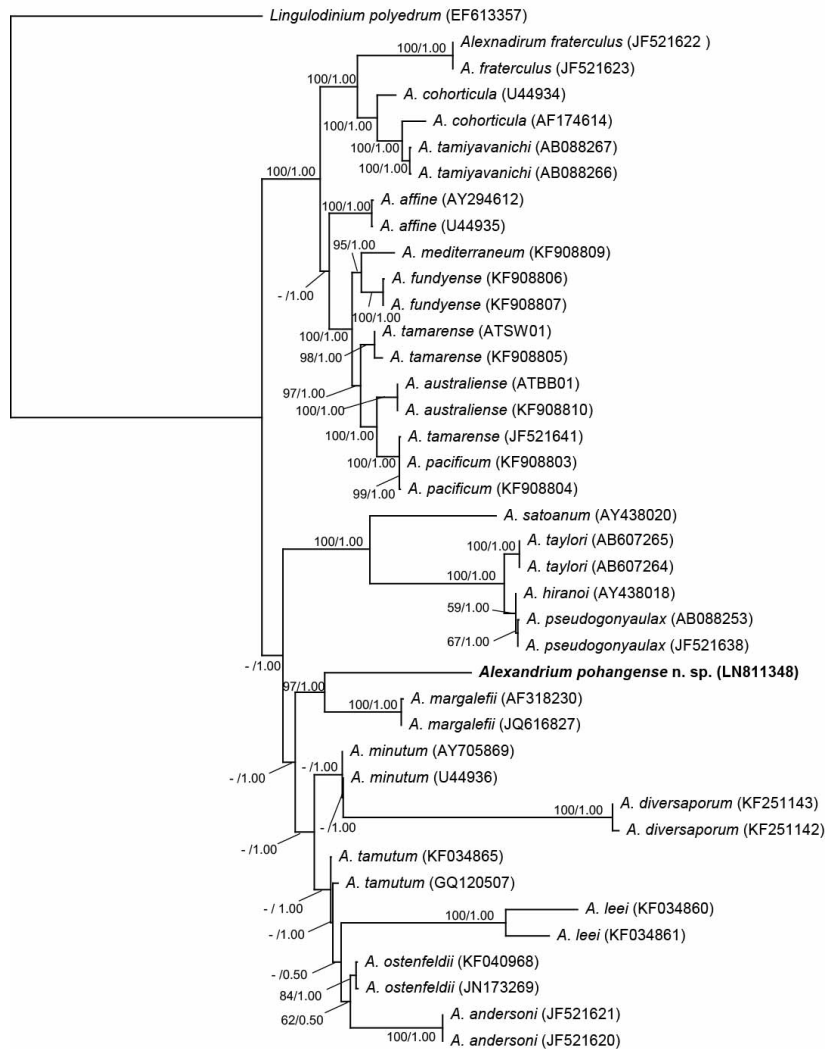 Lingulodinium polyedrum (EF613357)
Alexnadirum fraterculus (JF521622 )
100/1.00
A. fraterculus (JF521623)
100/1.00
A. cohorticula (U44934)
A. cohorticula (AF174614)
100/1.00
100/1.00
A. tamiyavanichi (AB088267)
100/1.00
A. tamiyavanichi (AB088266)
100/1.00
A. affine (AY294612)
100/1.00
A. affine (U44935)
95/1.00
A. mediterraneum (KF908809)
A. fundyense (KF908806)
- /1.00
A. fundyense (KF908807)
100/1.00
A. tamarense (ATSW01)
100/1.00
98/1.00
A. tamarense (KF908805)
A. australiense (ATBB01)
97/1.00
100/1.00
A. australiense (KF908810)
A. tamarense (JF521641)
100/1.00
100/1.00
A. pacificum (KF908803)
A. pacificum (KF908804)
99/1.00
A. satoanum (AY438020)
100/1.00
A. taylori (AB607265)
100/1.00
A. taylori (AB607264)
100/1.00
A. hiranoi (AY438018)
59/1.00
A. pseudogonyaulax (AB088253)
67/1.00
A. pseudogonyaulax (JF521638)
- /1.00
Alexandrium pohangense n. sp. (LN811348)
97/1.00
A. margalefii (AF318230)
100/1.00
A. margalefii (JQ616827)
A. minutum (AY705869)
- /1.00
- /1.00
A. minutum (U44936)
A. diversaporum (KF251143)
100/1.00
- /1.00
A. diversaporum (KF251142)
- /1.00
A. tamutum (KF034865)
A. tamutum (GQ120507)
- / 1.00
A. leei (KF034860)
100/1.00
- /1.00
A. leei (KF034861)
A. ostenfeldii (KF040968)
- /0.50
A. ostenfeldii (JN173269)
84/1.00
A. andersoni (JF521621)
62/0.50
100/1.00
A. andersoni (JF521620)